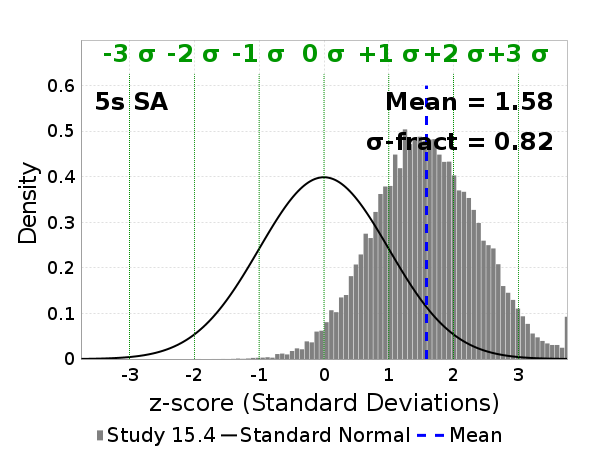 -3 σ -2 σ -1 σ 0 σ +1 σ +2 σ +3 σ
5s SA
Mean = 1.58
σ-fract = 0.82
Density
0.6
0.5
0.4
0.3
0.2
0.1
0
-3 -2 -1 0 1 2 3
z-score (Standard Deviations)
Study 15.4 Standard Normal Mean